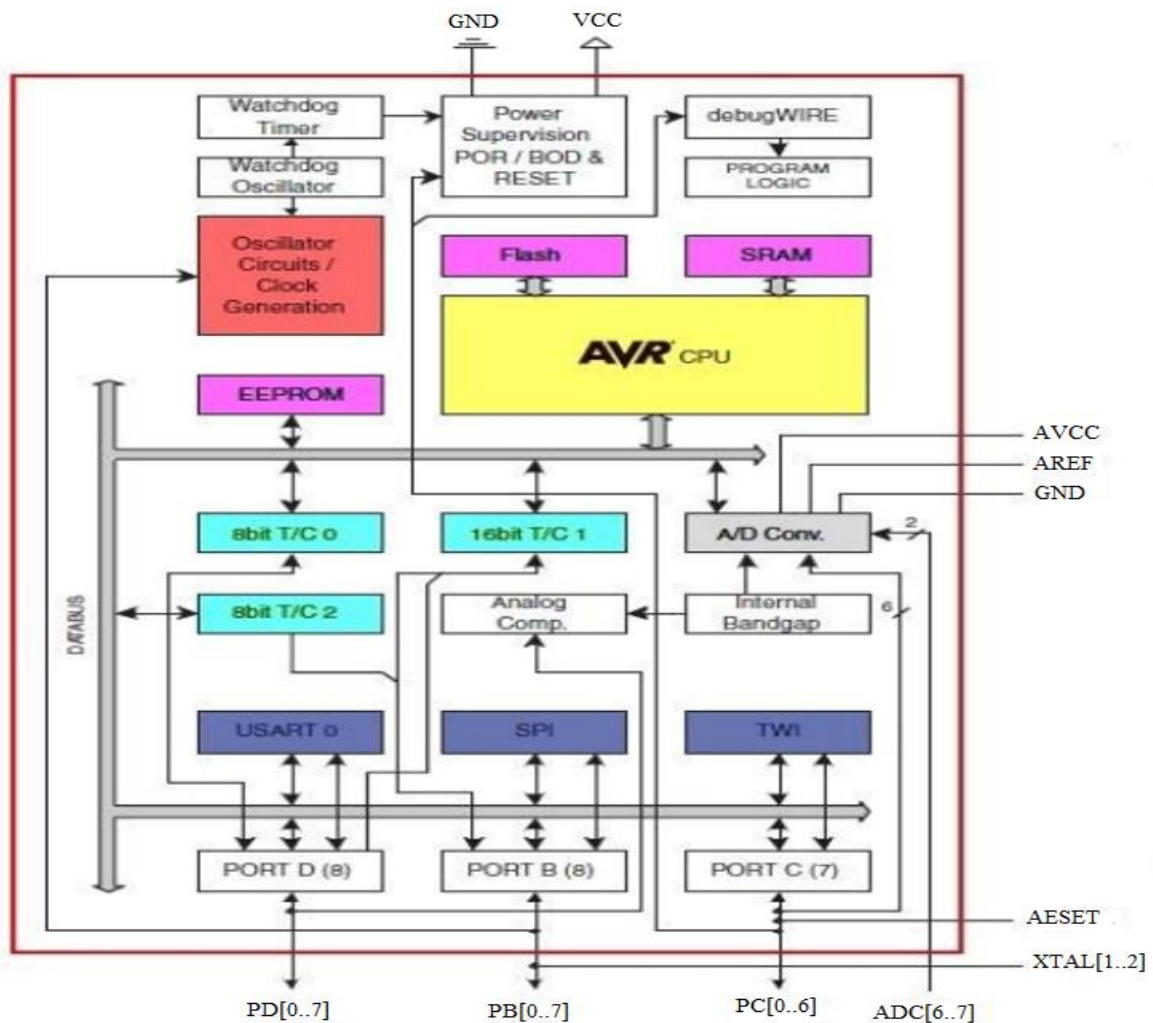 GND
VCC
Watchdog
Timer
Power
Supervision
POR / BOD &
RESET
debugWIRE
Watchdog
Oscillator
PROGRAM
LOGIC
Oscillator
Circuits /
Clock
Generation
Flash
SRAM
AVR CPU
EEPROM
AVCC
AREF
GND
8bit T/C 0
16bit T/C 1
A/D Conv.
2
DATABUS
8bit T/C 2
Analog
Comp.
Internal
Bandgap
6
USART 0
SPI
TWI
PORT D (8)
PORT B (8)
PORT C (7)
AESET
XTAL[1..2]
PD[0..7]
PB[0..7]
PC[0..6]
ADC[6..7]